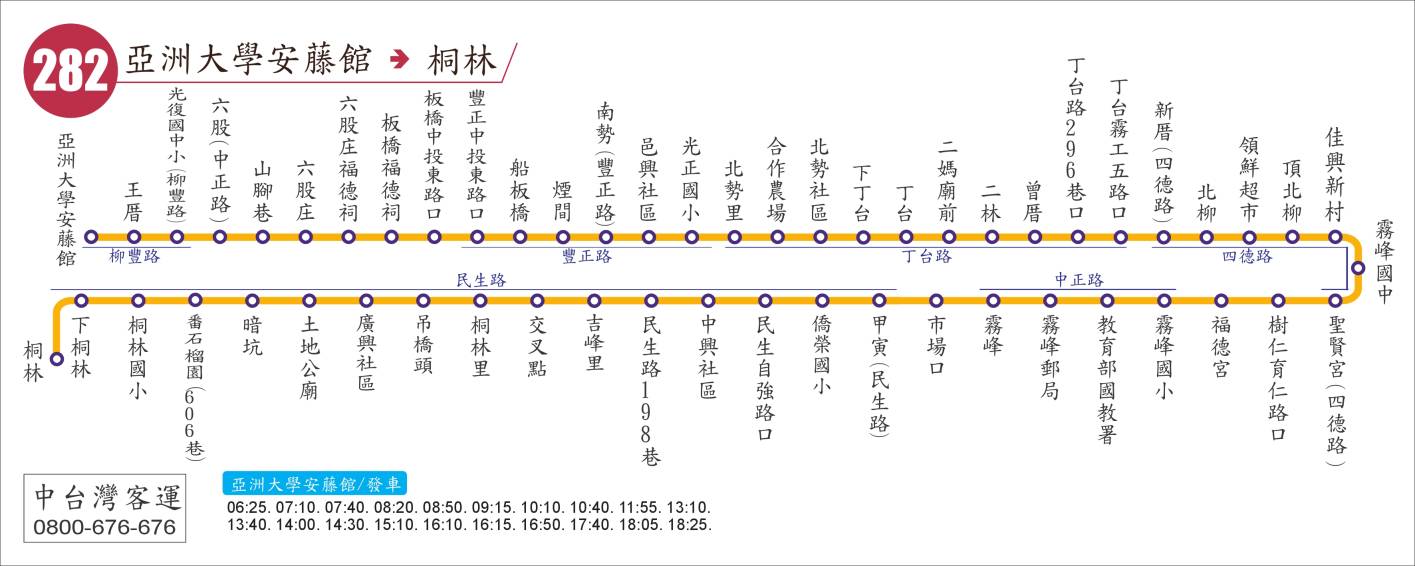 282
亞洲大學安藤館 ➔ 桐林
亞洲大學安藤館
王厝
光復國中小(柳豐路)
六股(中正路)
山腳巷
六股庄
六股庄福德祠
板橋福德祠
板橋中投東路口
豐正中投東路口
船板橋
煙間
南勢(豐正路)
邑興社區
光正國小
北勢里
合作農場
北勢社區
下丁台
丁台
二媽廟前
二林
曾厝
丁台路296巷口
丁台霧工五路口
新厝(四德路)
北柳
領鮮超市
頂北柳
佳興新村
霧峰國中
柳豐路
豐正路
丁台路
四德路
民生路
中正路
聖賢宮(四德路)
樹仁育仁路口
福德宮
霧峰國小
教育部國教署
霧峰郵局
霧峰
市場口
甲寅(民生路)
僑榮國小
民生自強路口
中興社區
民生路198巷
吉峰里
交叉點
桐林里
吊橋頭
廣興社區
土地公廟
暗坑
番石榴園(606巷)
桐林國小
下桐林
桐林
中台灣客運
0800-676-676
亞洲大學安藤館/發車
06:25. 07:10. 07:40. 08:20. 08:50. 09:15. 10:10. 10:40. 11:55. 13:10.
13:40. 14:00. 14:30. 15:10. 16:10. 16:15. 16:50. 17:40. 18:05. 18:25.